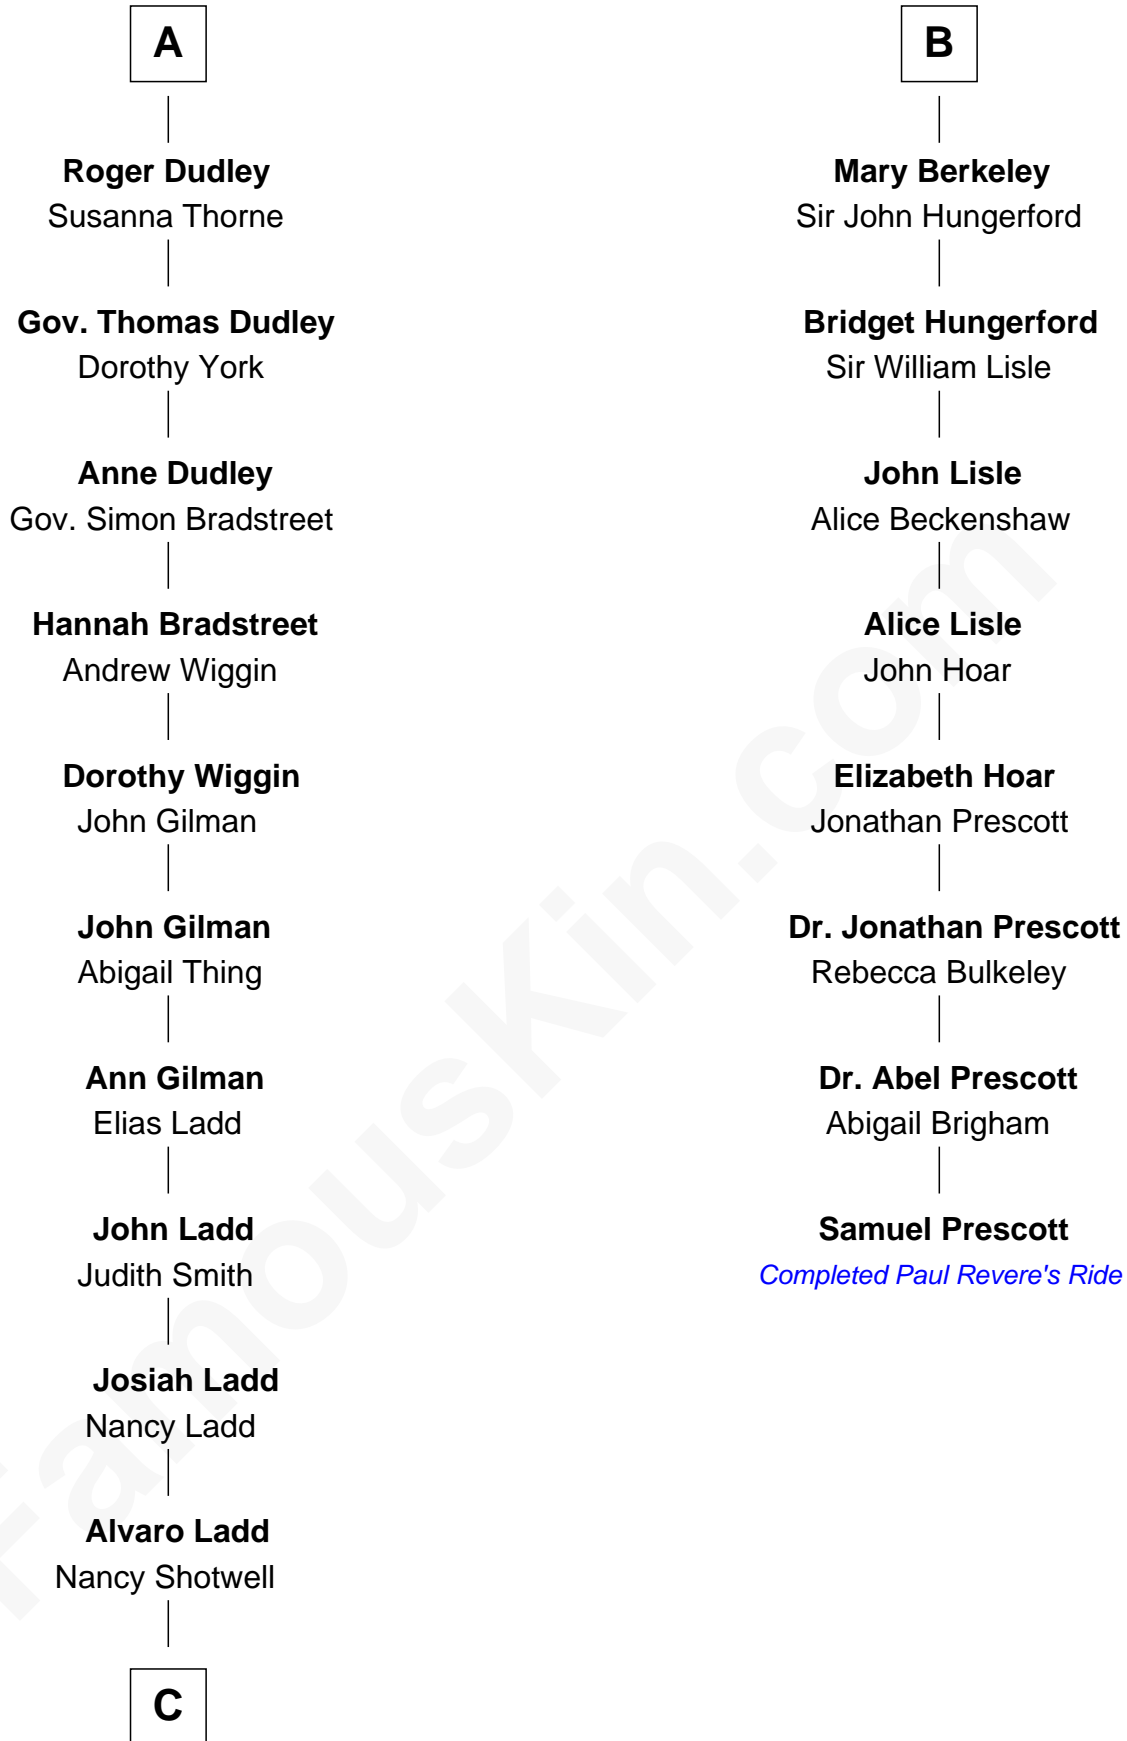 A
Roger Dudley
Susanna Thorne
Gov. Thomas Dudley
Dorothy York
Anne Dudley
Gov. Simon Bradstreet
Hannah Bradstreet
Andrew Wiggin
Dorothy Wiggin
John Gilman
John Gilman
Abigail Thing
Ann Gilman
Elias Ladd
John Ladd
Judith Smith
Josiah Ladd
Nancy Ladd
Alvaro Ladd
Nancy Shotwell
C
B
Mary Berkeley
Sir John Hungerford
Bridget Hungerford
Sir William Lisle
John Lisle
Alice Beckenshaw
Alice Lisle
John Hoar
Elizabeth Hoar
Jonathan Prescott
Dr. Jonathan Prescott
Rebecca Bulkeley
Dr. Abel Prescott
Abigail Brigham
Samuel Prescott
Completed Paul Revere's Ride
FamousKin.com